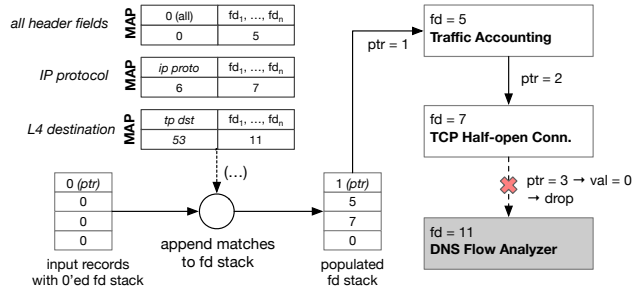 all header fields
MAP
0 (all)
fd1, ..., fdn
0
5
IP protocol
MAP
ip proto
fd1, ..., fdn
6
7
L4 destination
MAP
tp dst
fd1, ..., fdn
53
11
(...)
0 (ptr)
0
0
0
input records
with 0'ed fd stack
append matches
to fd stack
1 (ptr)
5
7
0
populated
fd stack
ptr = 1
fd = 5
Traffic Accounting
ptr = 2
fd = 7
TCP Half-open Conn.
ptr = 3 → val = 0
→ drop
fd = 11
DNS Flow Analyzer